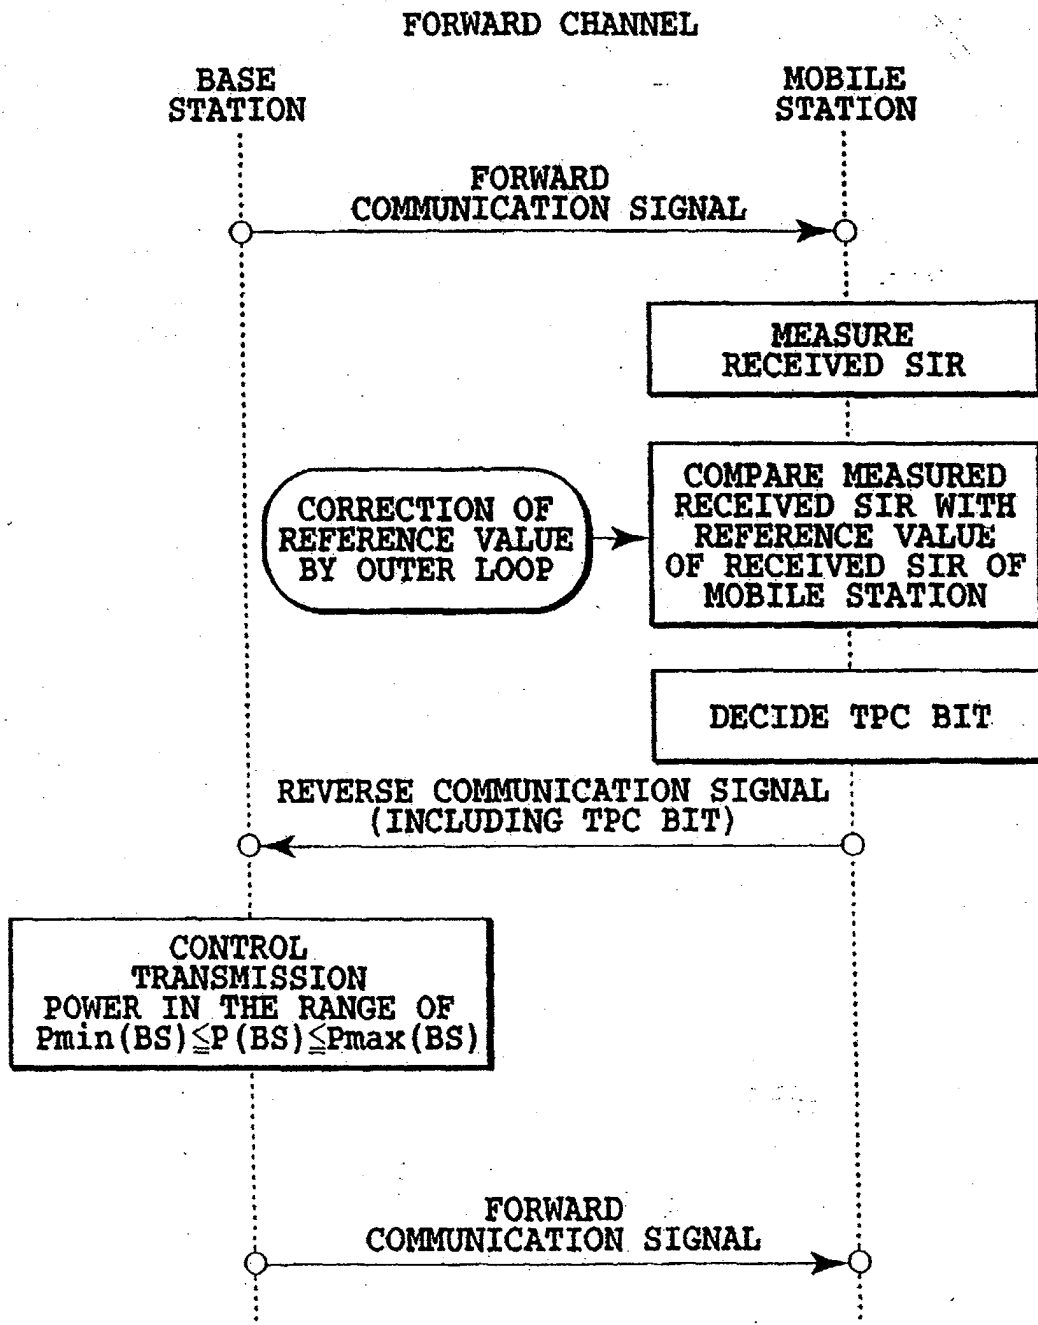 FORWARD CHANNEL
BASE
STATION
MOBILE
STATION
FORWARD
COMMUNICATION SIGNAL
MEASURE
RECEIVED SIR
CORRECTION OF
REFERENCE VALUE
BY OUTER LOOP
COMPARE MEASURED
RECEIVED SIR WITH
REFERENCE VALUE
OF RECEIVED SIR OF
MOBILE STATION
DECIDE TPC BIT
REVERSE COMMUNICATION SIGNAL
(INCLUDING TPC BIT)
CONTROL
TRANSMISSION
POWER IN THE RANGE OF
Pmin(BS)≦P(BS)≦Pmax(BS)
FORWARD
COMMUNICATION SIGNAL